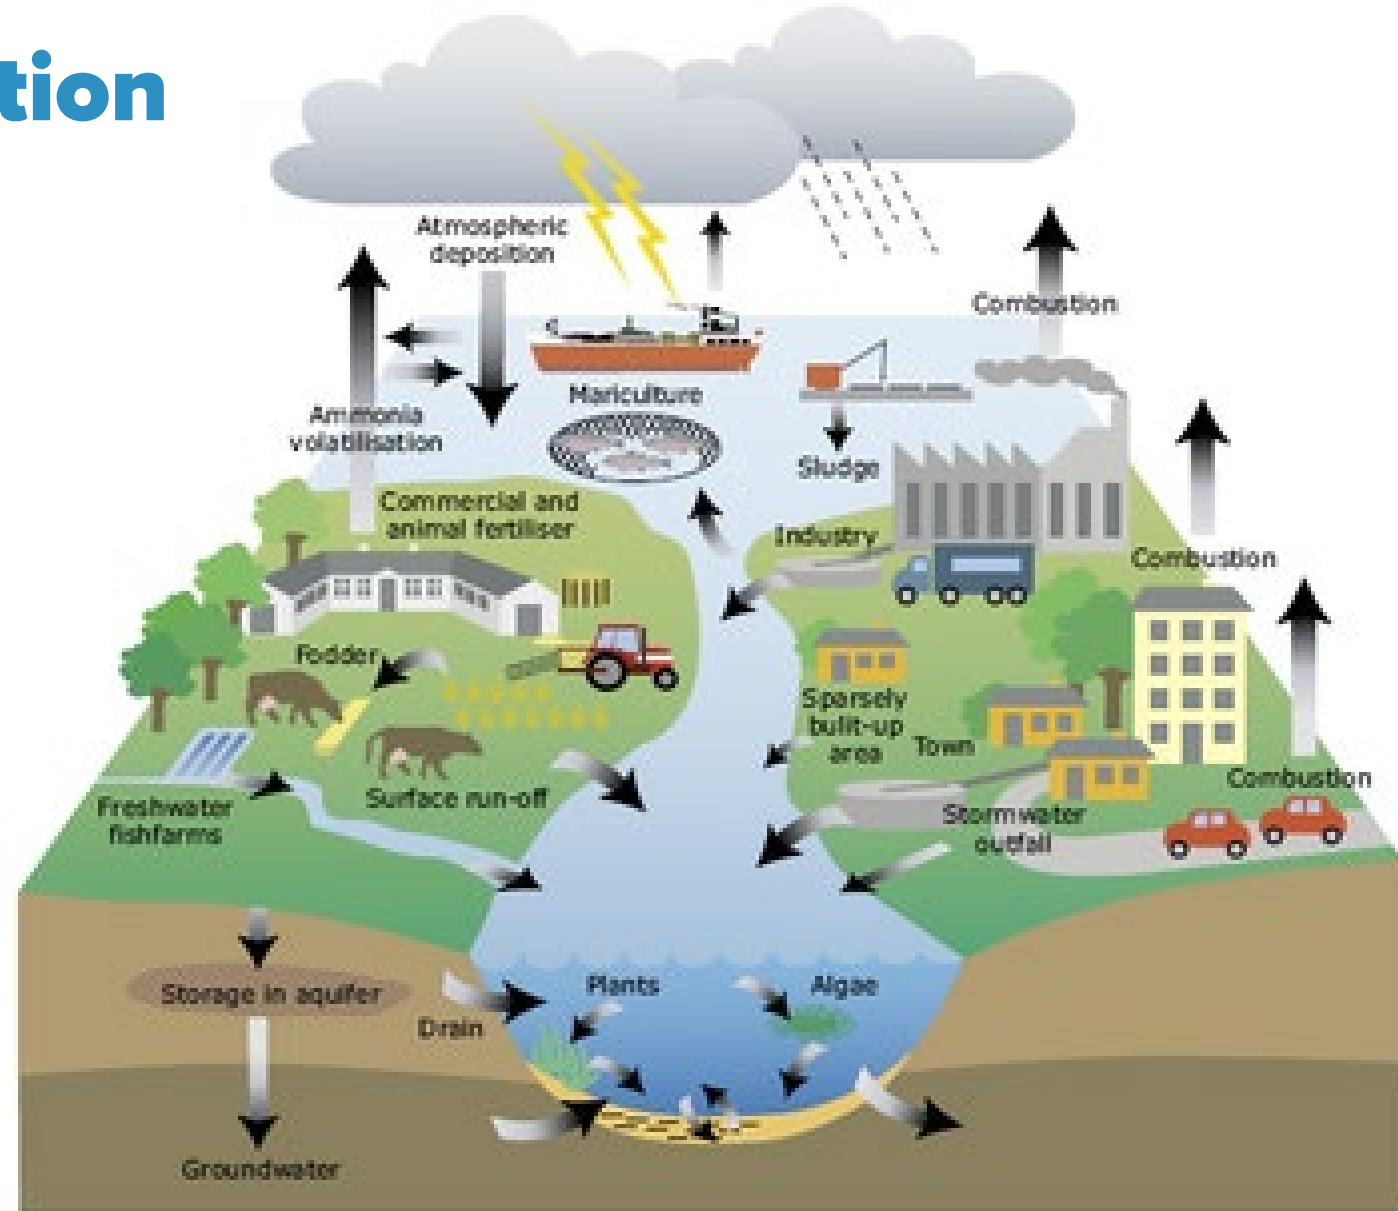 tion
Atmospheric
deposition
Combustion
Mariculture
Ammonia
volatilisation
Sludge
Commercial and
animal fertiliser
Industry
Combustion
Fodder
Sparsely
bulit-up
area
Town
Combustion
Surface run-off
Freshwater
fishfarms
Stormwater
outfall
Plants
Algae
Storage in aquifer
Drain
Groundwater